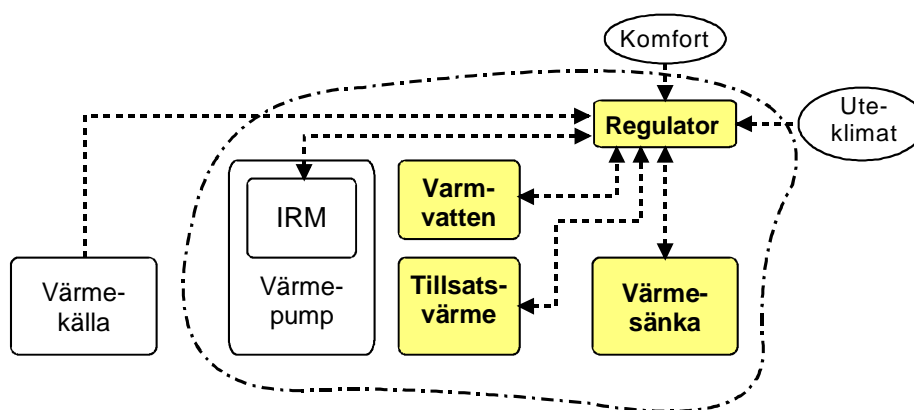 Komfort
Regulator
Ute-
klimat
Varm-
vatten
IRM
Värme-
källa
Värme-
pump
Tillsats-
värme
Värme-
sänka